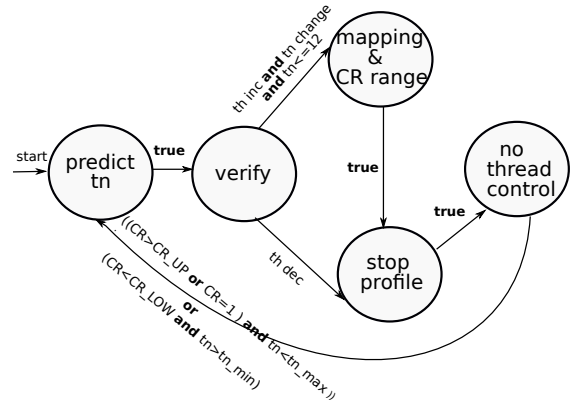 start
predict
tn
true
verify
th inc and tn change
and tn<=12
mapping
&
CR range
true
th dec
stop
profile
true
no
thread
control
((CR>CR_UP or CR=1 ) and tn<tn_max ))
or
(CR<CR_LOW and tn>tn_min)